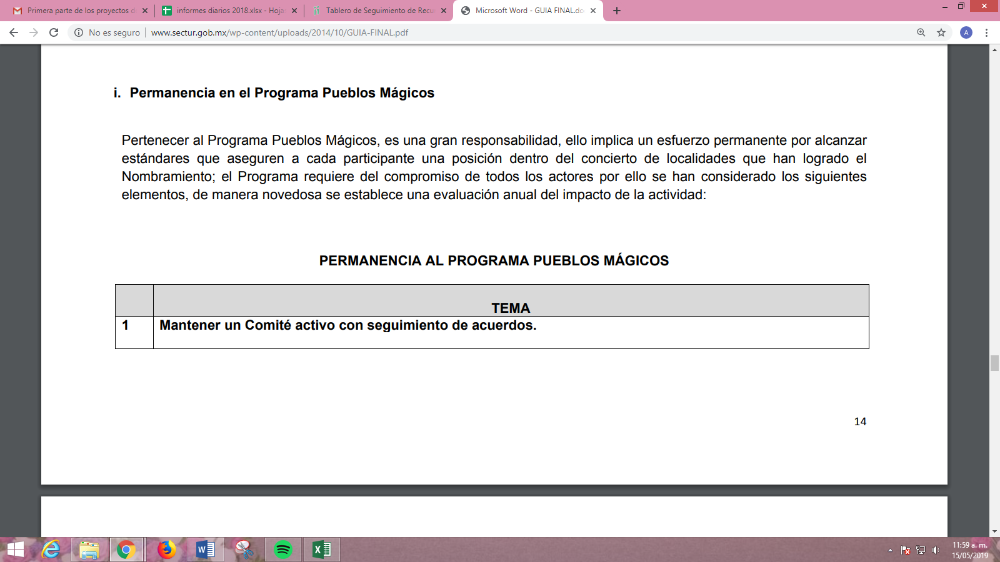 Primera parte de los proyectos d
informes diarios 2018.xlsx - Hoja
Tablero de Seguimiento de Recu
Microsoft Word - GUIA FINAL.do
No es seguro
www.sectur.gob.mx/wp-content/uploads/2014/10/GUIA-FINAL.pdf
A
i. Permanencia en el Programa Pueblos Mágicos
Pertenecer al Programa Pueblos Mágicos, es una gran responsabilidad, ello implica un esfuerzo permanente por alcanzar
estándares que aseguren a cada participante una posición dentro del concierto de localidades que han logrado el
Nombramiento; el Programa requiere del compromiso de todos los actores por ello se han considerado los siguientes
elementos, de manera novedosa se establece una evaluación anual del impacto de la actividad:
PERMANENCIA AL PROGRAMA PUEBLOS MÁGICOS
TEMA
1 Mantener un Comité activo con seguimiento de acuerdos.
14
11:59 a. m.
15/05/2019